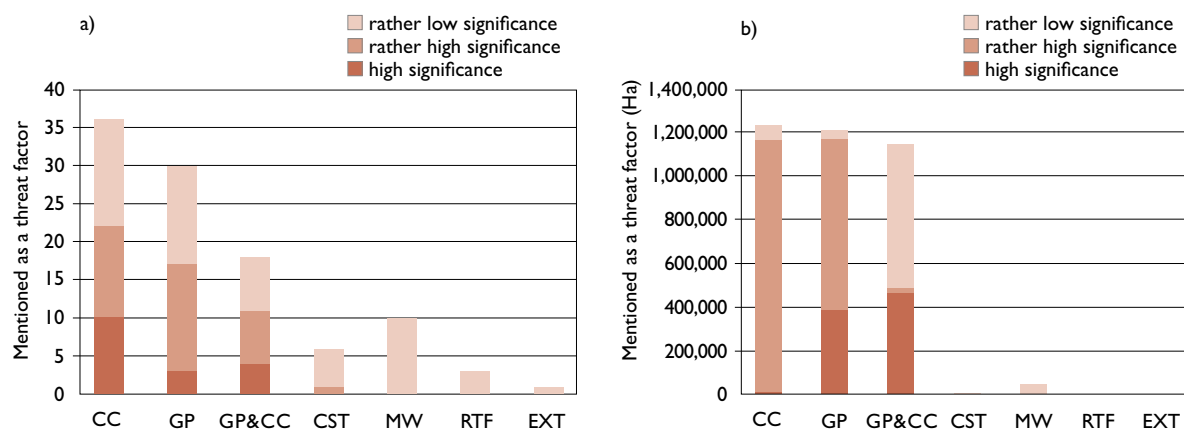 a)
rather low significance
rather high significance
high significance
Mentioned as a threat factor
40
35
30
25
20
15
10
5
0
CC GP GP&CC CST MW RTF EXT
b)
rather low significance
rather high significance
high significance
Mentioned as a threat factor (Ha)
1,400,000
1,200,000
1,000,000
800,000
600,000
400,000
200,000
0
CC GP GP&CC CST MW RTF EXT